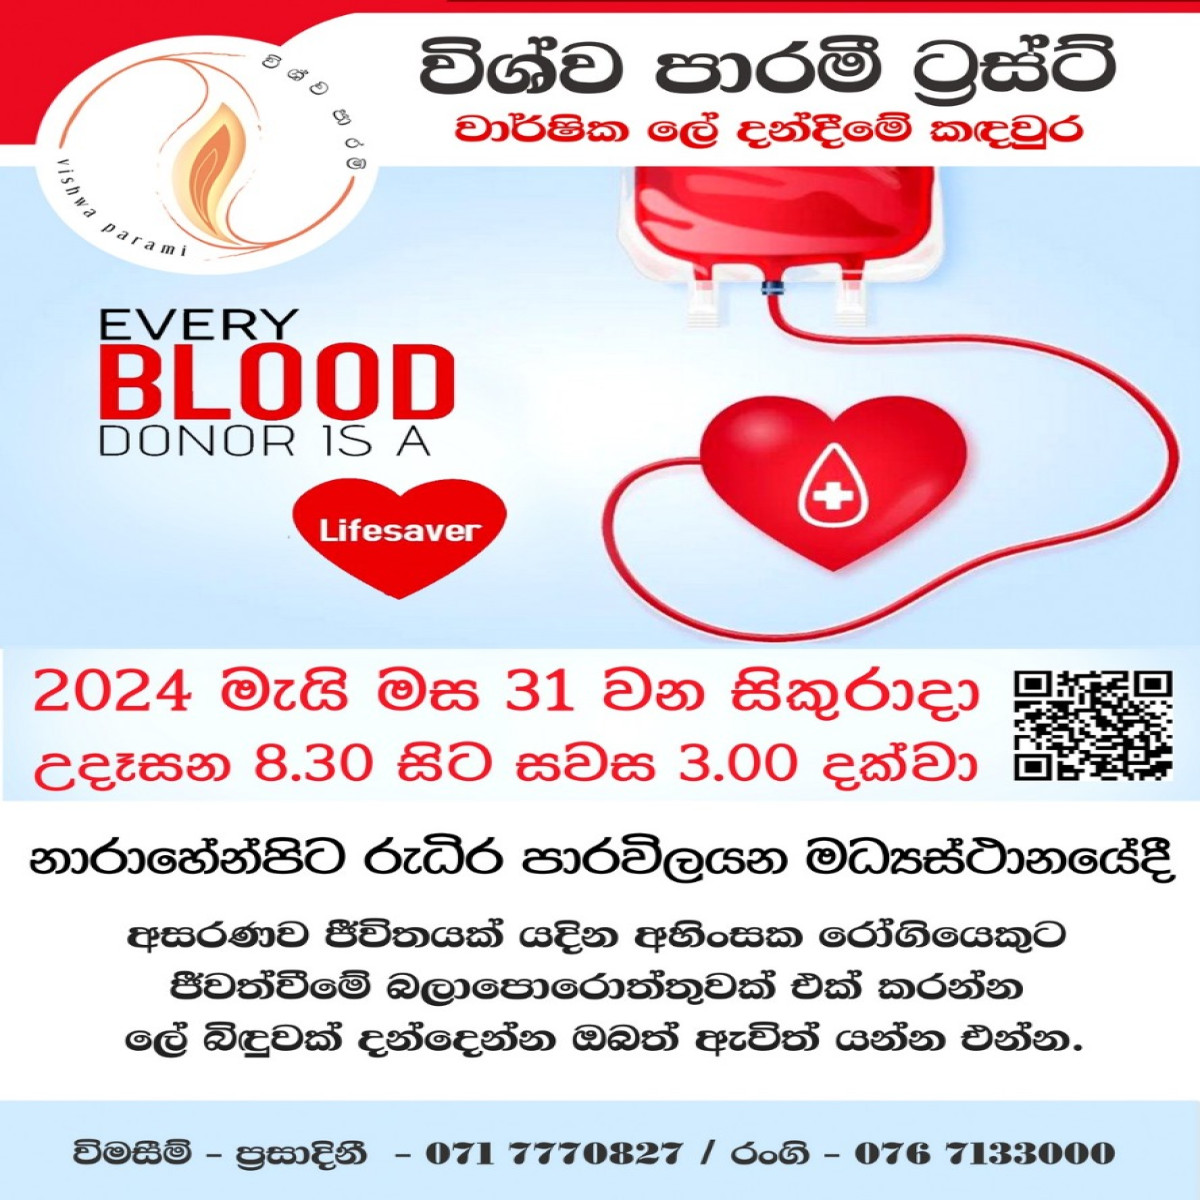 විශ්ව පාරමී ට්‍රස්ට්
වාර්ෂික ලේ දන්දීමේ කඳවුර
විශ්ව පාරමී
vishwa parami
EVERY
BLOOD
DONOR IS A
Lifesaver
2024 මැයි මස 31 වන සිකුරාදා
උදෑසන 8.30 සිට සවස 3.00 දක්වා
නාරාහේන්පිට රුධිර පාරවිලයන මධ්‍යස්ථානයේදී
අසරණව ජීවිතයක් යදින අහිංසක රෝගියෙකුට
ජීවත්වීමේ බලාපොරොත්තුවක් එක් කරන්න
ලේ බිඳුවක් දන්දෙන්න ඔබත් ඇවිත් යන්න එන්න.
විමසීම් - ප්‍රසාදිනී - 071 7770827 / රංගි - 076 7133000